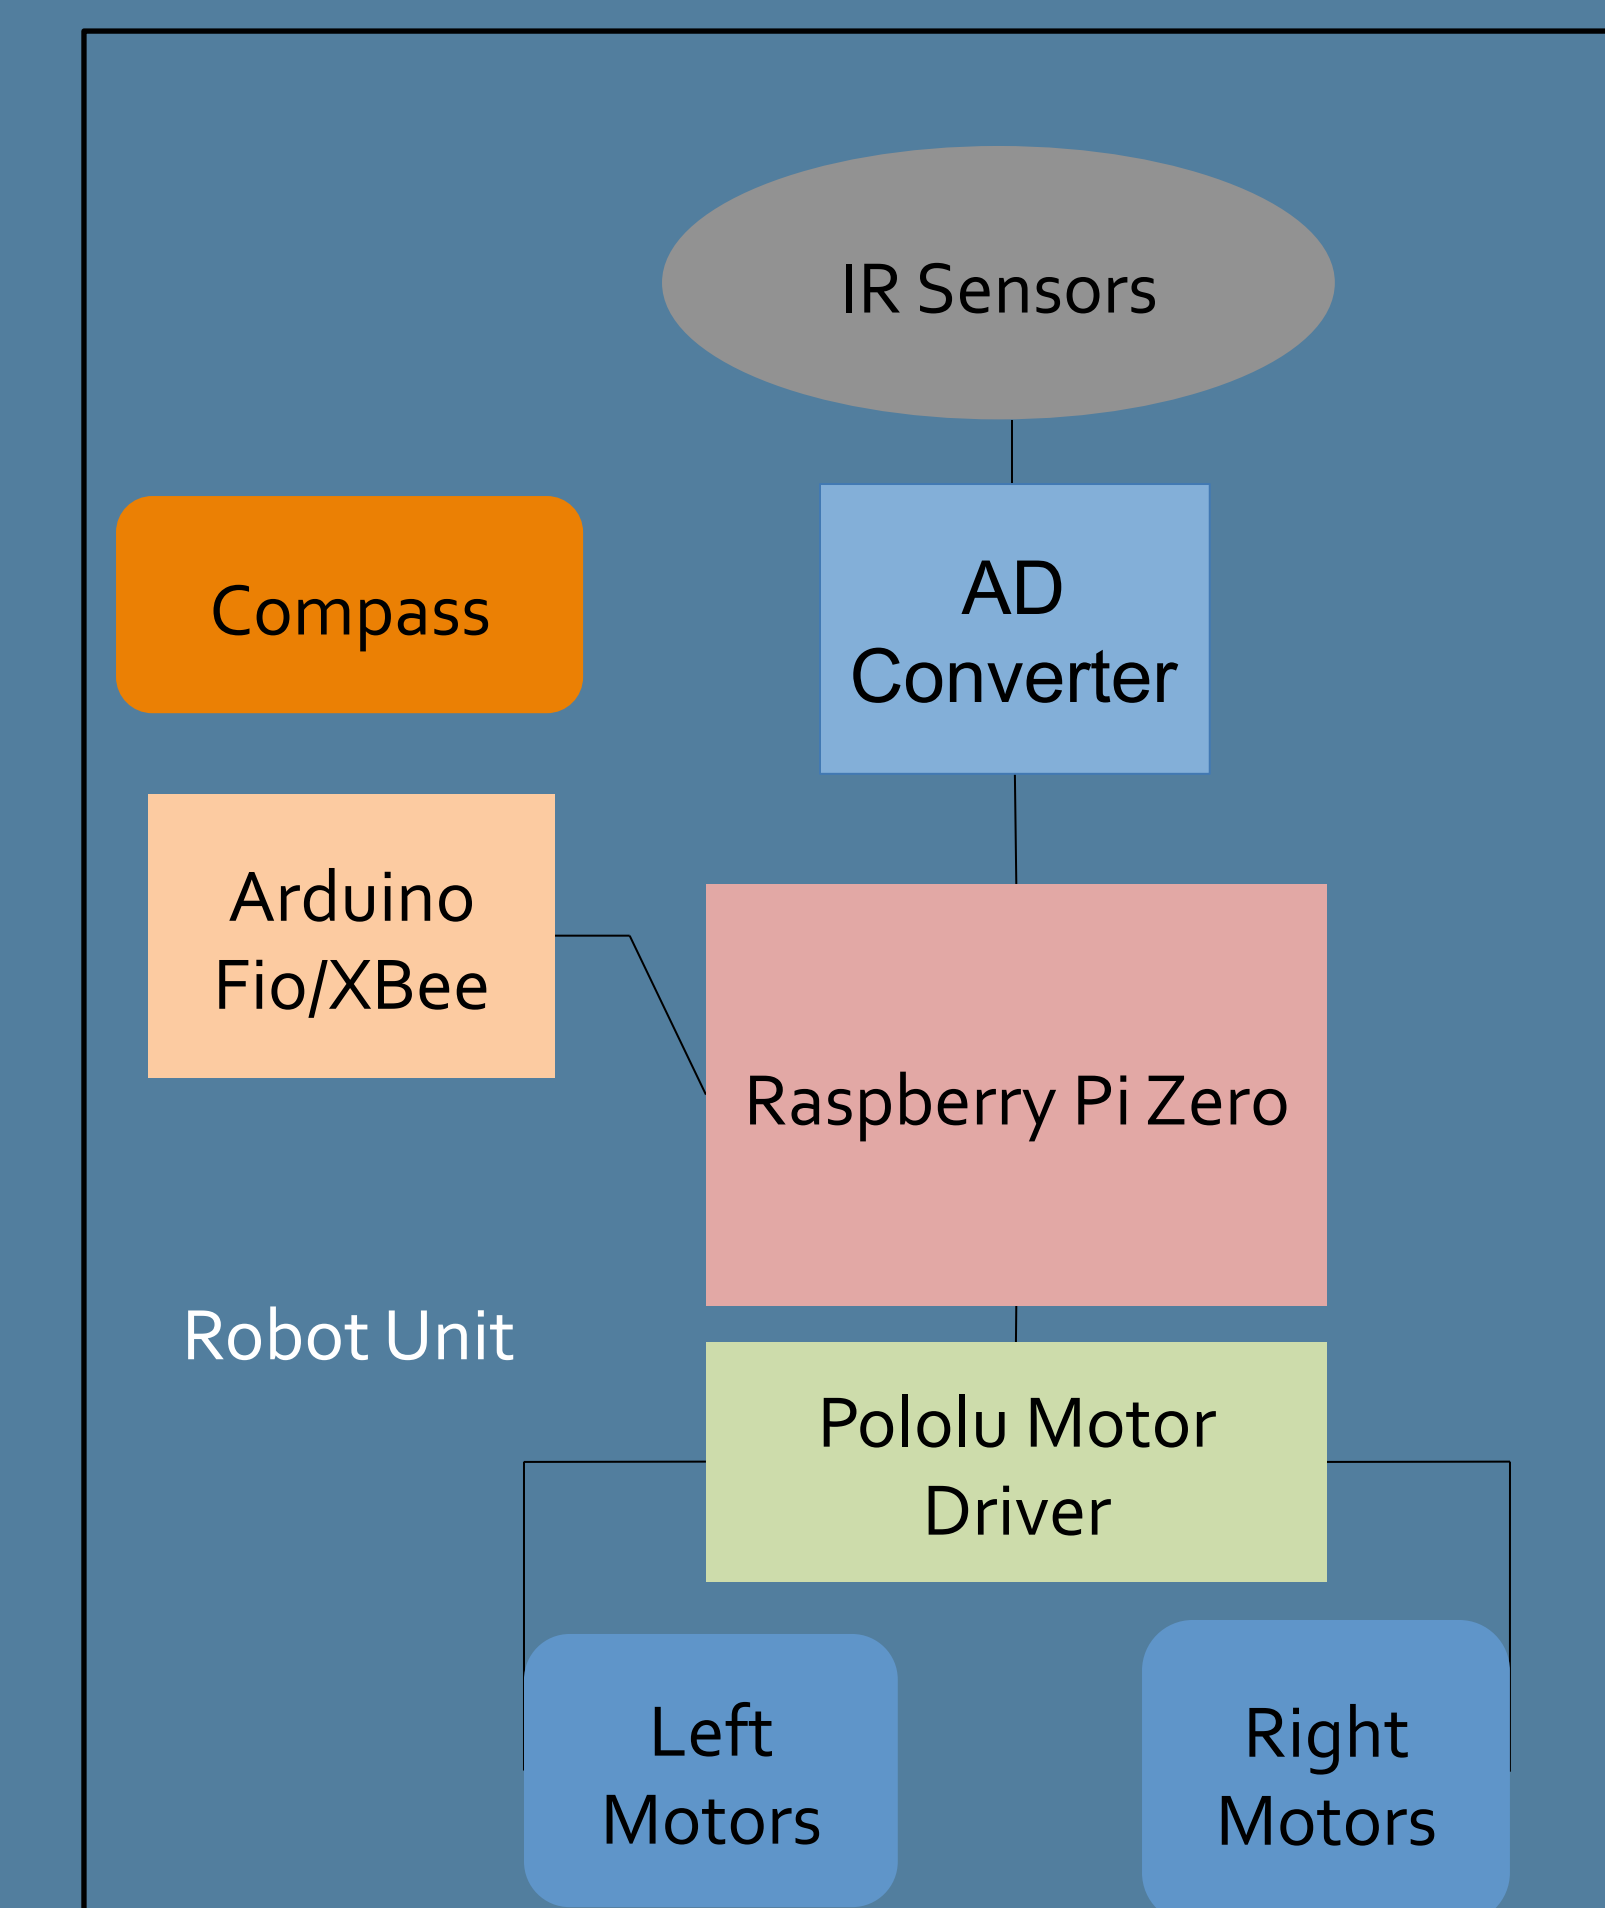 IR Sensors
AD
Converter
Compass
Arduino
Fio/XBee
Raspberry Pi Zero
Robot Unit
Pololu Motor
Driver
Left
Motors
Right
Motors